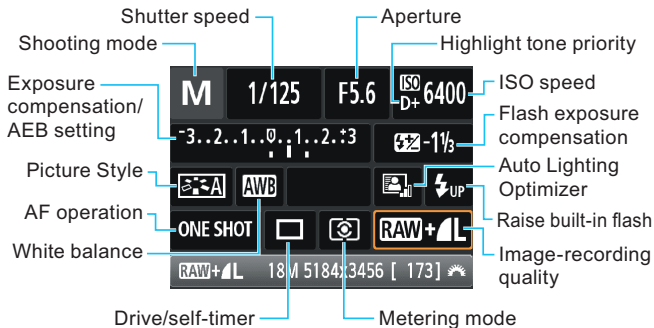 Shutter speed
Aperture
Shooting mode
Highlight tone priority
Exposure
compensation/
AEB setting
M
1/125
F5.6
ISO
D+
6400
ISO speed
-3..2..1..0..1..2.+3
-1⅓
Flash exposure
compensation
Picture Style
A
AWB
UP
Auto Lighting
Optimizer
AF operation
ONE SHOT
RAW+L
Raise built-in flash
White balance
Image-recording
quality
RAW+L 18M 5184x3456 [ 173]
Drive/self-timer
Metering mode